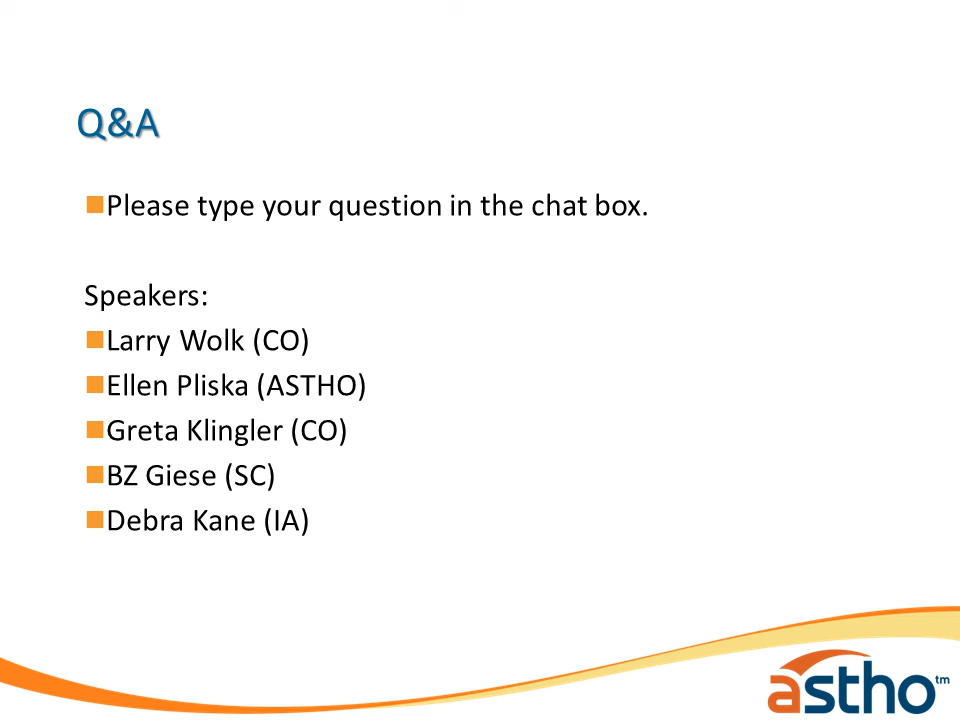 Q&A
Please type your question in the chat box.
Speakers:
Larry Wolk (CO)
Ellen Pliska (ASTHO)
Greta Klingler (CO)
BZ Giese (SC)
Debra Kane (IA)
astho™